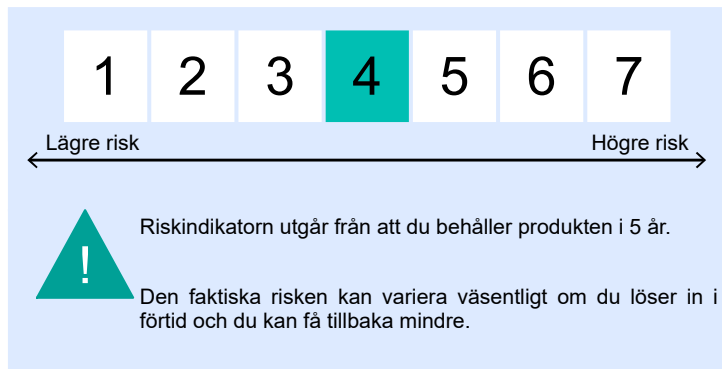 1 2 3 4 5 6 7
Lägre risk Högre risk
!
Riskindikatorn utgår från att du behåller produkten i 5 år.
Den faktiska risken kan variera väsentligt om du löser in i
förtid och du kan få tillbaka mindre.